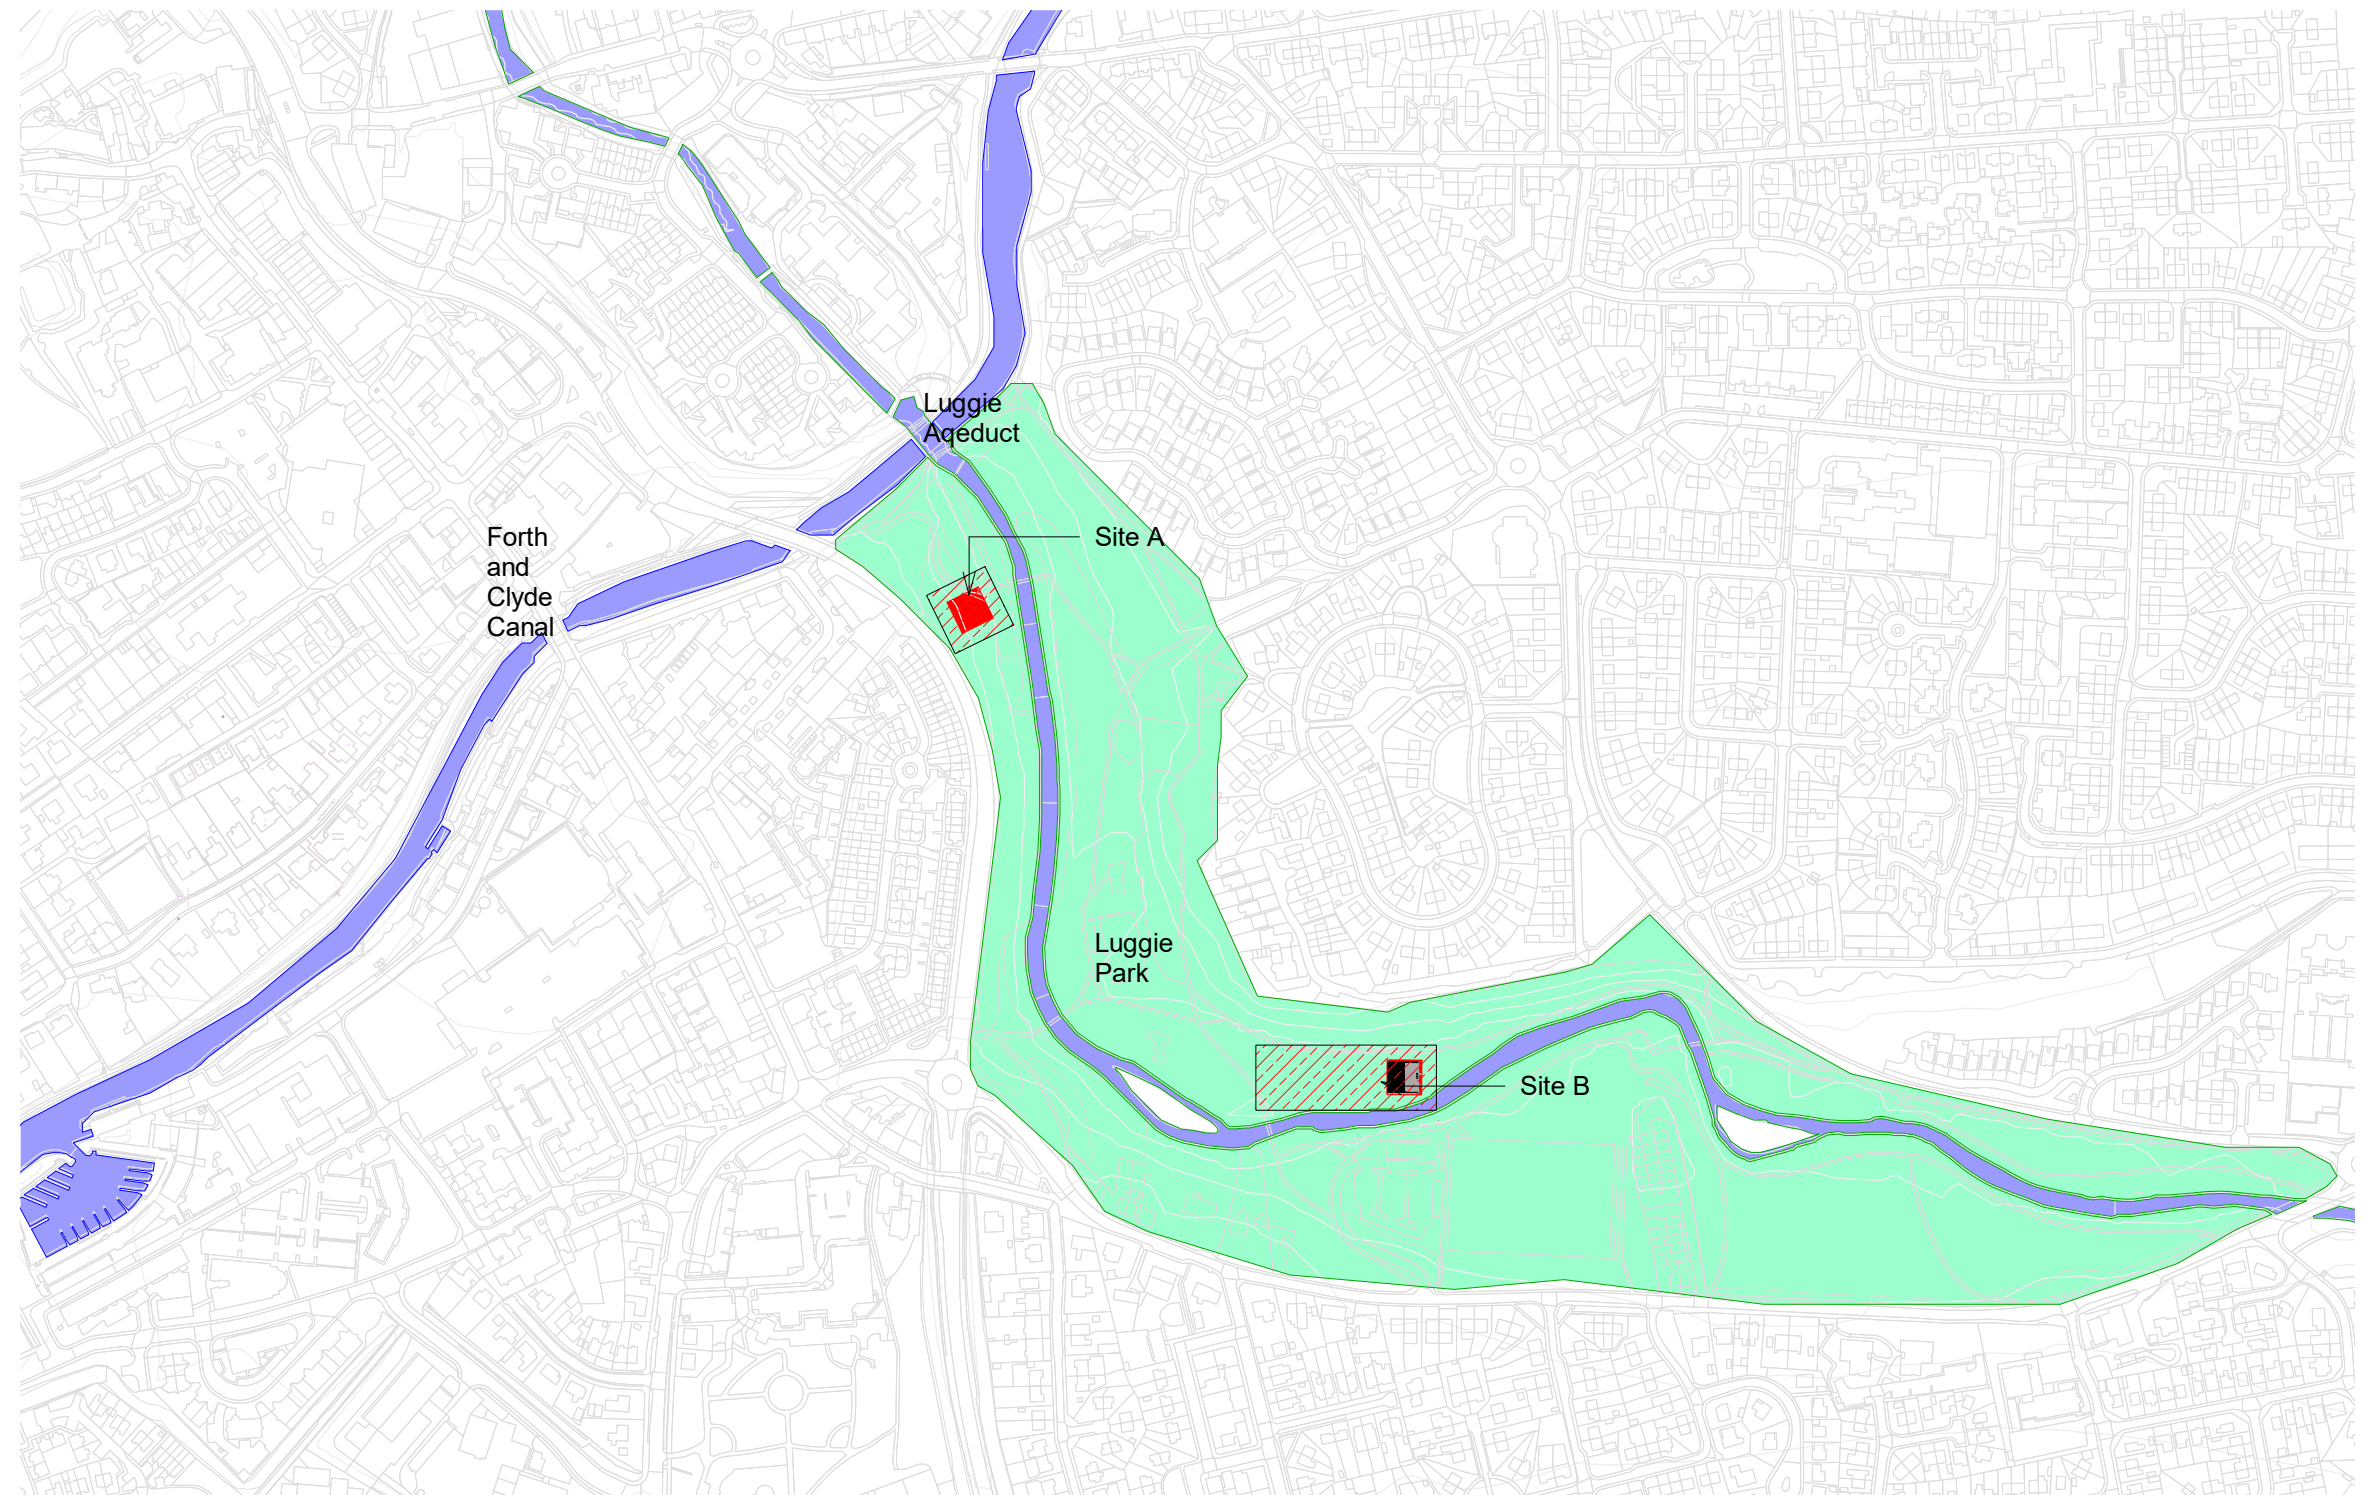 Luggie
Aqeduct
Forth
and
Clyde
Canal
Site A
Luggie
Park
Site B